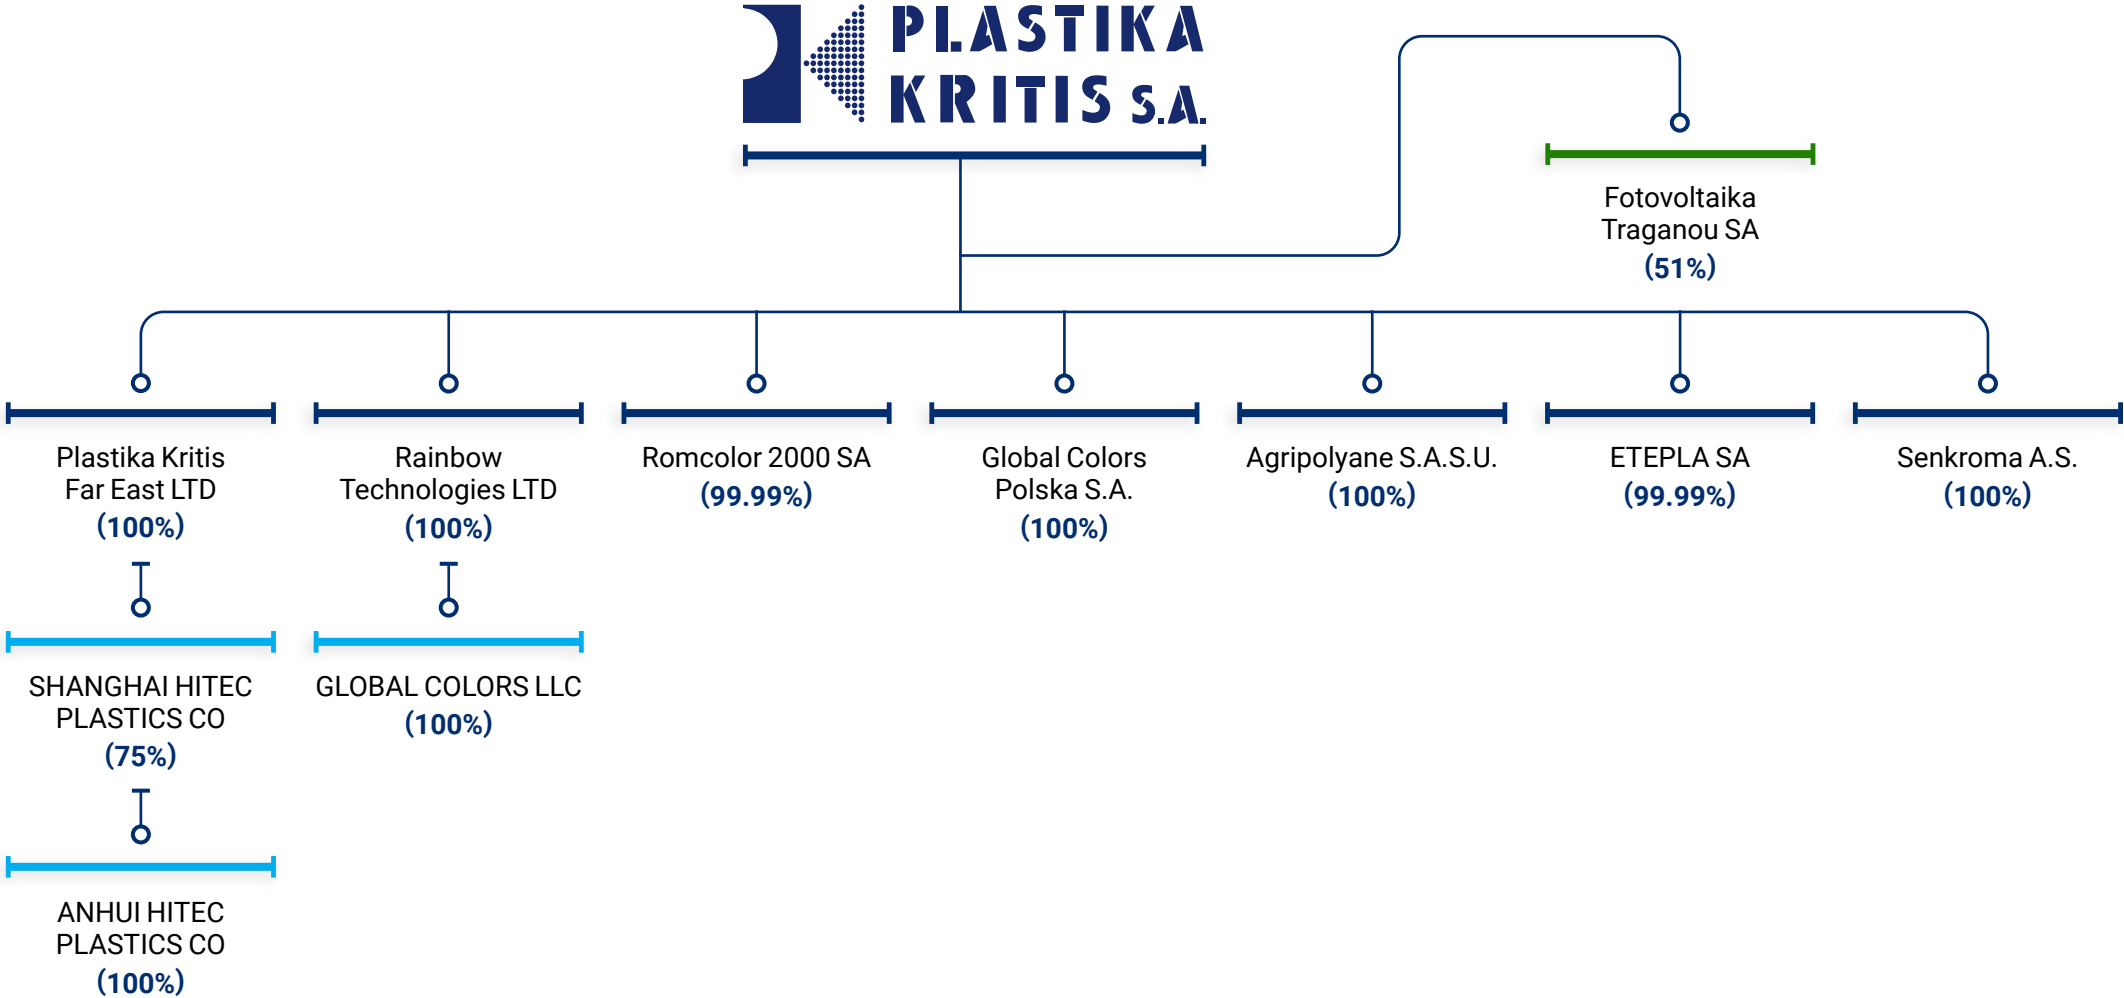 PLASTIKA
KRITIS S.A.
Fotovoltaika
Traganou SA
(51%)
Plastika Kritis
Far East LTD
(100%)
Rainbow
Technologies LTD
(100%)
Romcolor 2000 SA
(99.99%)
Global Colors
Polska S.A.
(100%)
Agripolyane S.A.S.U.
(100%)
ETEPLA SA
(99.99%)
Senkroma A.S.
(100%)
SHANGHAI HITEC
PLASTICS CO
(75%)
GLOBAL COLORS LLC
(100%)
ANHUI HITEC
PLASTICS CO
(100%)